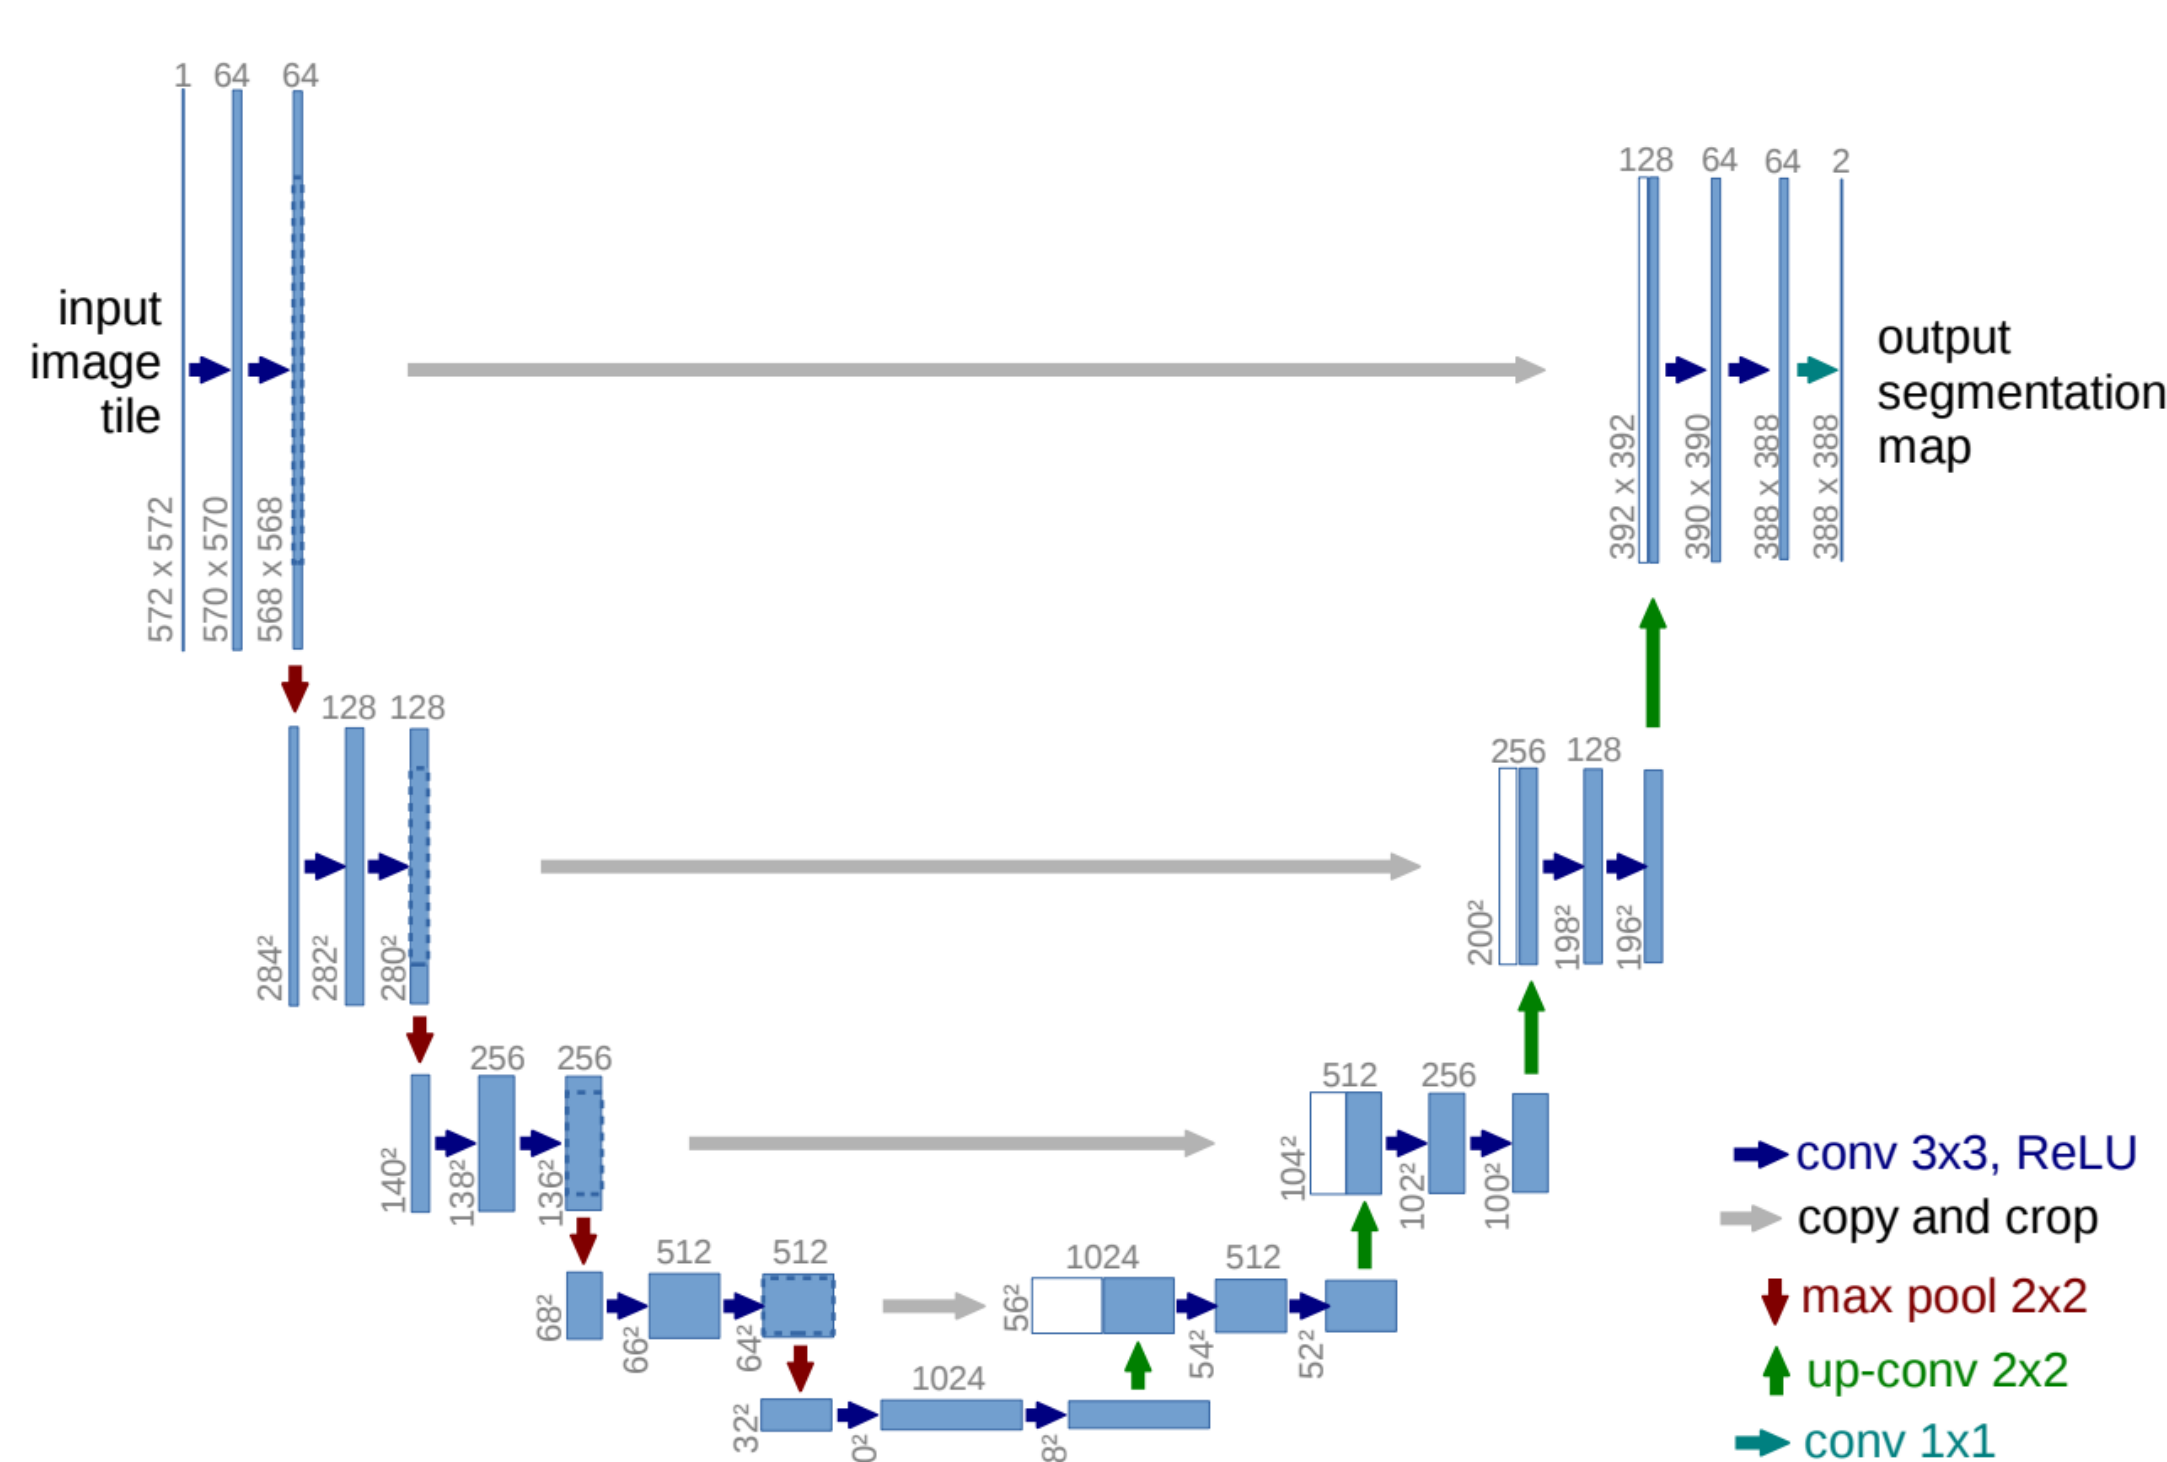 1 64 64
input
image
tile
572 x 572
570 x 570
568 x 568
128 64 64 2
392 x 392
390 x 390
388 x 388
388 x 388
output
segmentation
map
128 128
284²
282²
280²
256 128
200²
198²
196²
256 256
140²
138²
136²
512 256
104²
102²
100²
512 512
68²
66²
64²
1024 512
56²
54²
52²
1024
32²
0²
8²
conv 3x3, ReLU
copy and crop
max pool 2x2
up-conv 2x2
conv 1x1